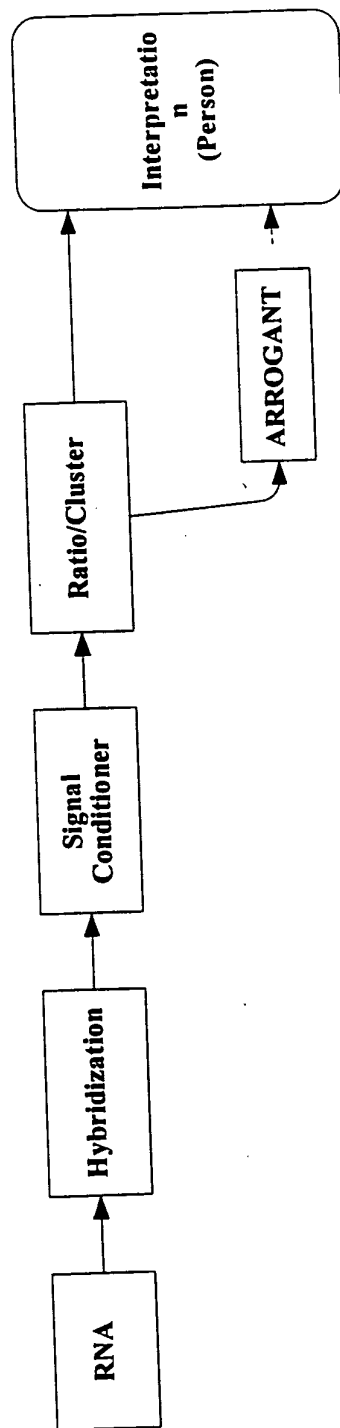 RNA
Hybridization
Signal
Conditioner
Ratio/Cluster
ARROGANT
Interpretatio
n
(Person)